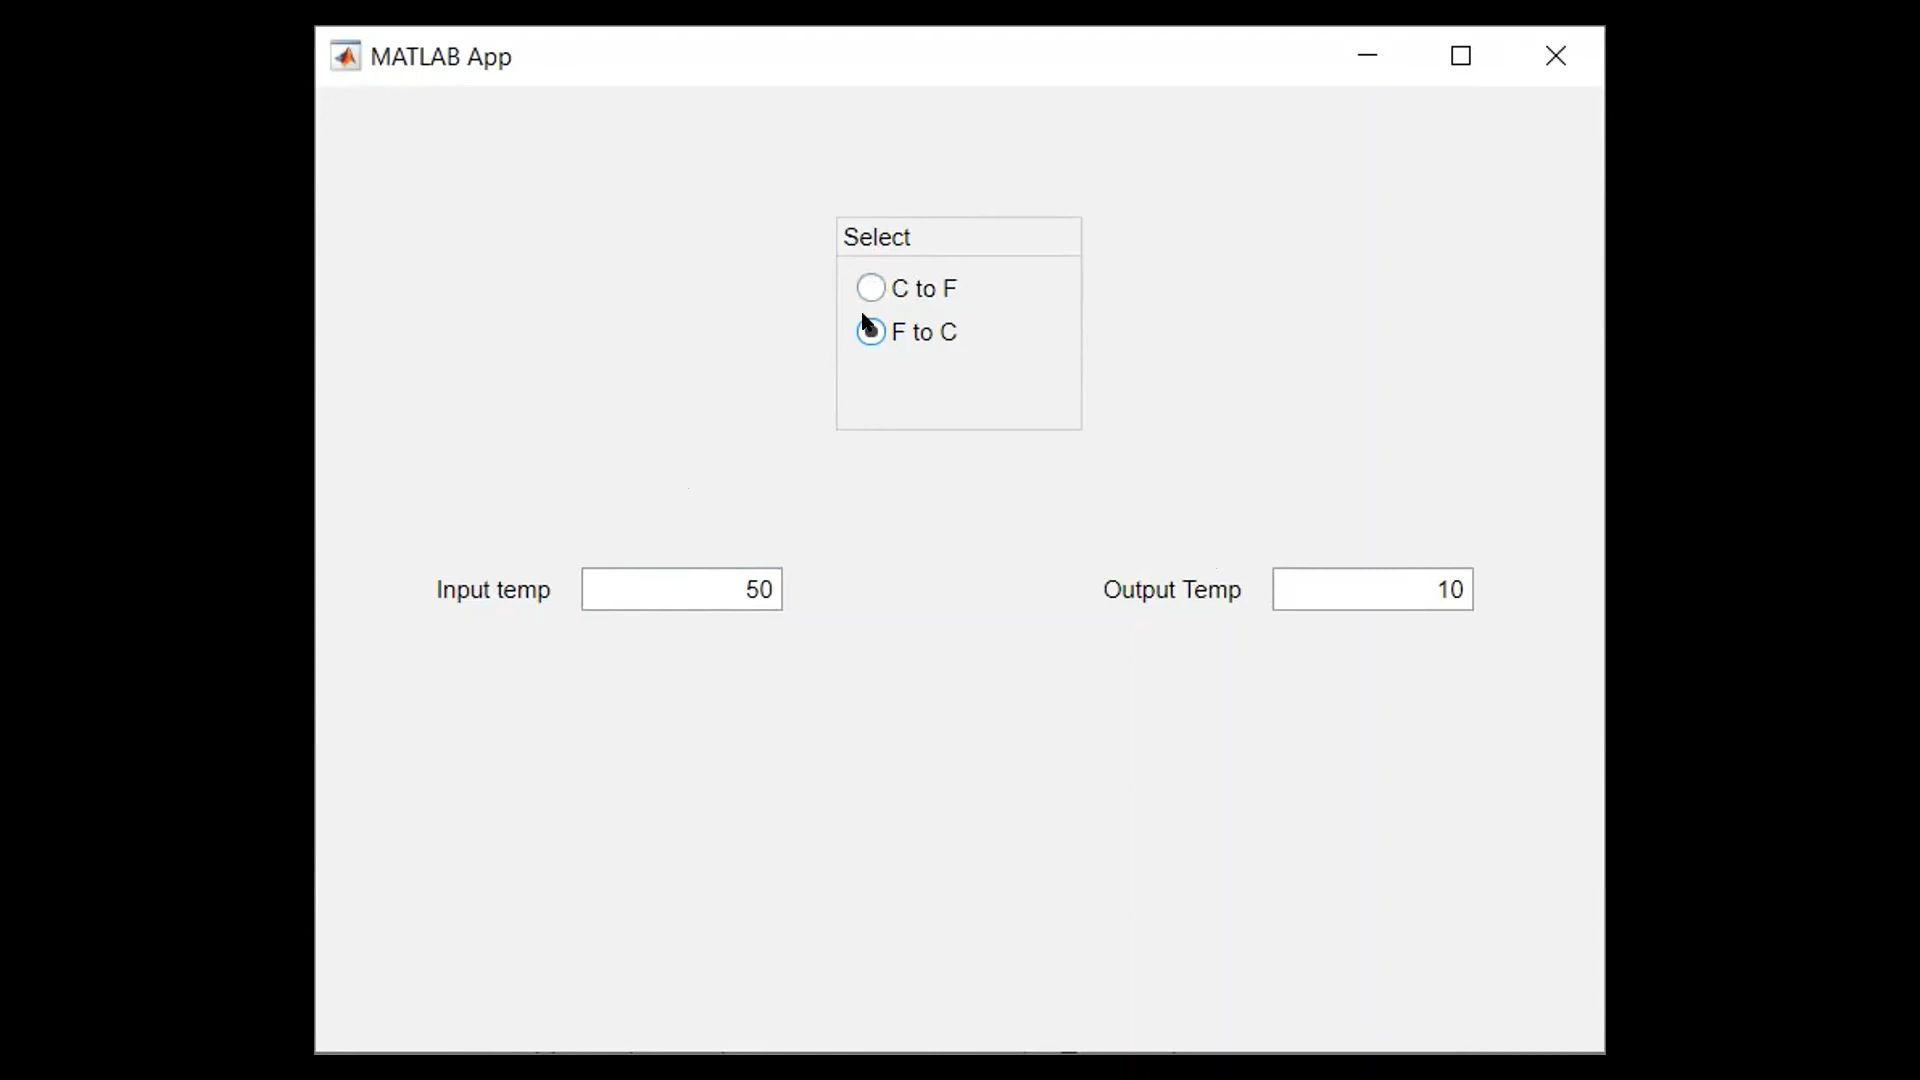 MATLAB App
Select
C to F
F to C
Input temp 50 Output Temp 10